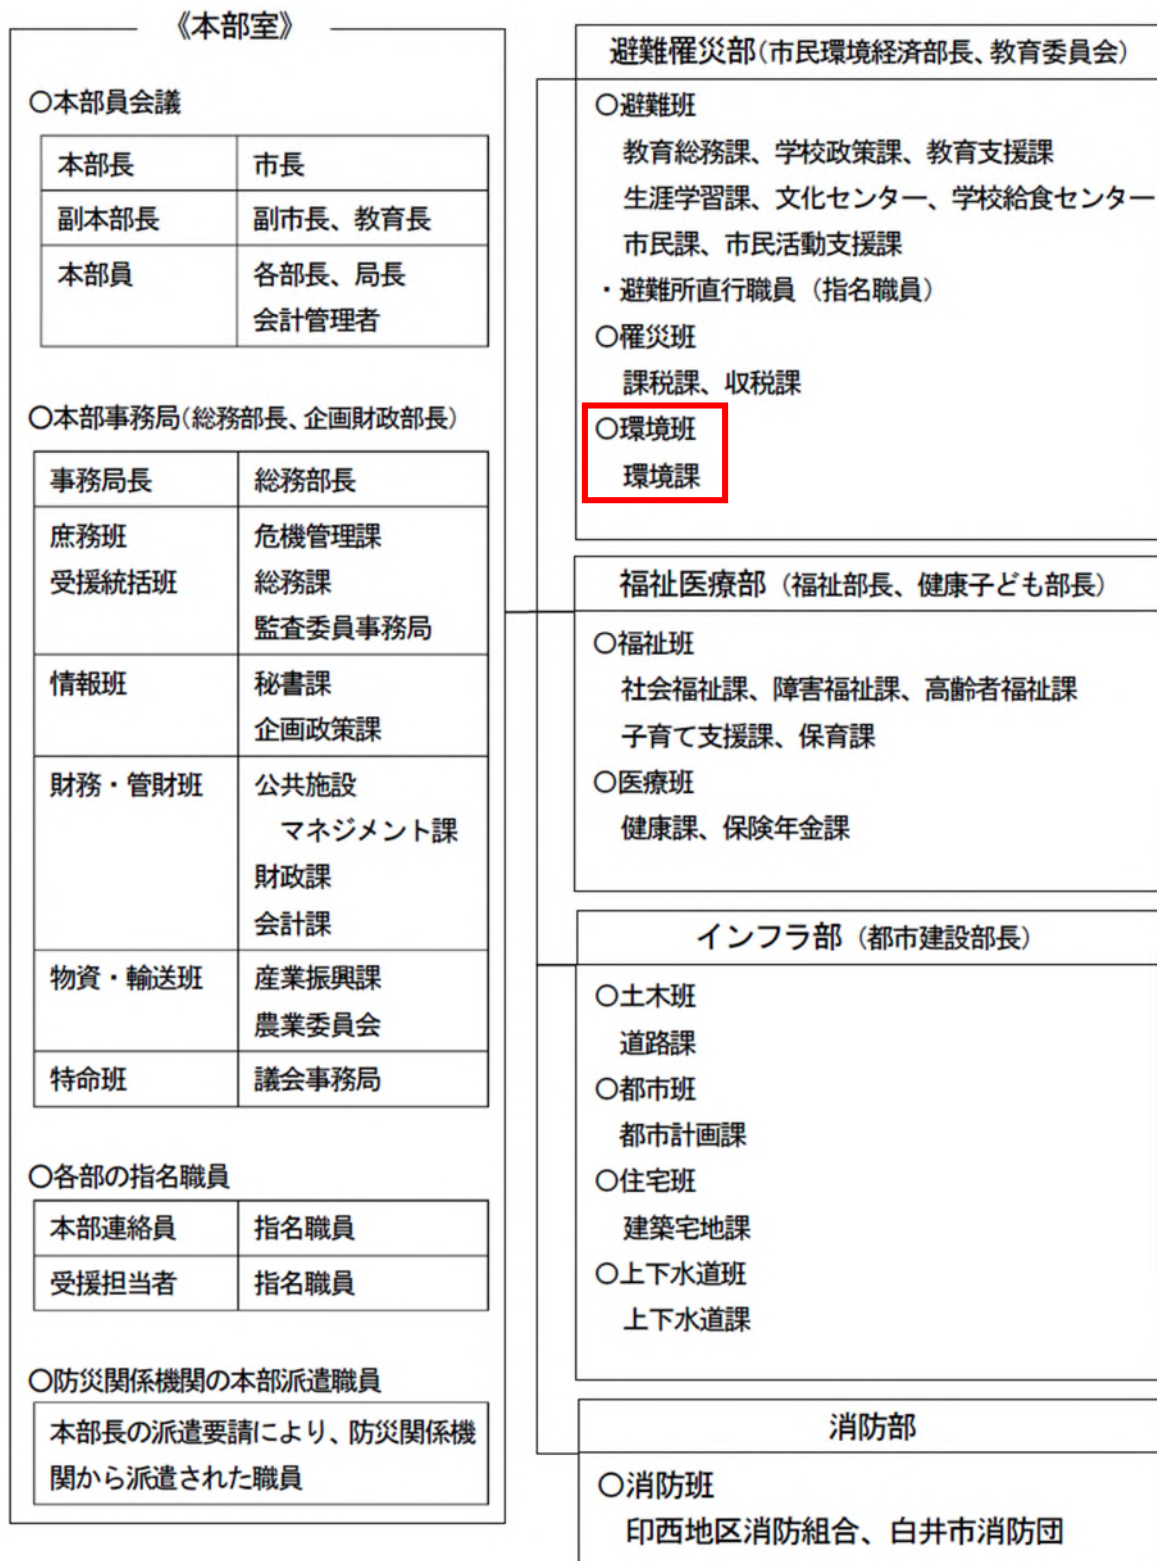 《本部室》
〇本部員会議
本部長 市長
副本部長 副市長、教育長
本部員 各部長、局長
会計管理者
〇本部事務局(総務部長、企画財政部長)
事務局長 総務部長
庶務班 危機管理課
受援統括班 総務課
監査委員事務局
情報班 秘書課
企画政策課
財務・管財班 公共施設
マネジメント課
財政課
会計課
物資・輸送班 産業振興課
農業委員会
特命班 議会事務局
〇各部の指名職員
本部連絡員 指名職員
受援担当者 指名職員
〇防災関係機関の本部派遣職員
本部長の派遣要請により、防災関係機
関から派遣された職員
避難罹災部(市民環境経済部長、教育委員会)
〇避難班
教育総務課、学校政策課、教育支援課
生涯学習課、文化センター、学校給食センター
市民課、市民活動支援課
・避難所直行職員(指名職員)
〇罹災班
課税課、収税課
〇環境班
環境課
福祉医療部(福祉部長、健康子ども部長)
〇福祉班
社会福祉課、障害福祉課、高齢者福祉課
子育て支援課、保育課
〇医療班
健康課、保険年金課
インフラ部(都市建設部長)
〇土木班
道路課
〇都市班
都市計画課
〇住宅班
建築宅地課
〇上下水道班
上下水道課
消防部
〇消防班
印西地区消防組合、白井市消防団